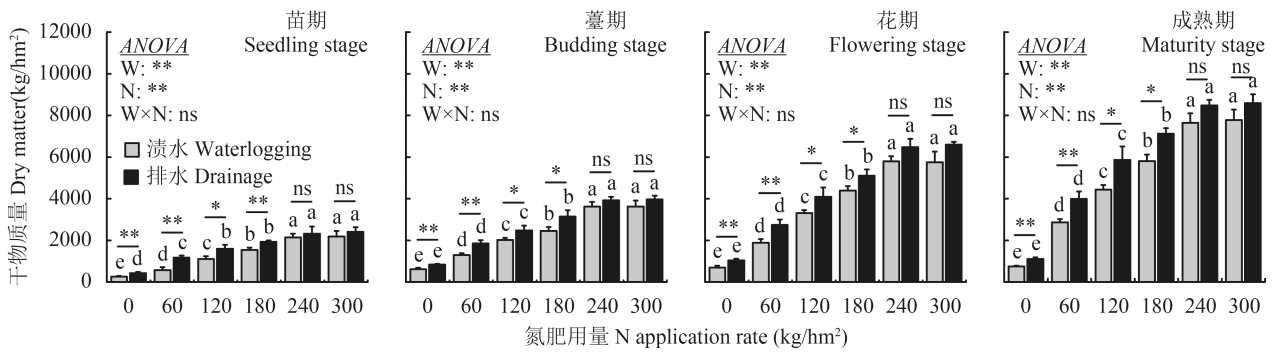 干物质量 Dry matter(kg/hm²)
12000
10000
8000
6000
4000
2000
0
苗期
Seedling stage
ANOVA
W: **
N: **
W×N: ns
渍水 Waterlogging
排水 Drainage
** ** * ** ns ns
e d d c c b b b a a a a
0 60 120 180 240 300
薹期
Budding stage
ANOVA
W: **
N: **
W×N: ns
** ** * * ns ns
e e d d c c b b a a a a
0 60 120 180 240 300
花期
Flowering stage
ANOVA
W: **
N: **
W×N: ns
** ** * * ns ns
e e d d c c b b a a a a
0 60 120 180 240 300
成熟期
Maturity stage
ANOVA
W: **
N: **
W×N: ns
** ** * * ns ns
e e d d c c b b a a a a
0 60 120 180 240 300
氮肥用量 N application rate (kg/hm²)